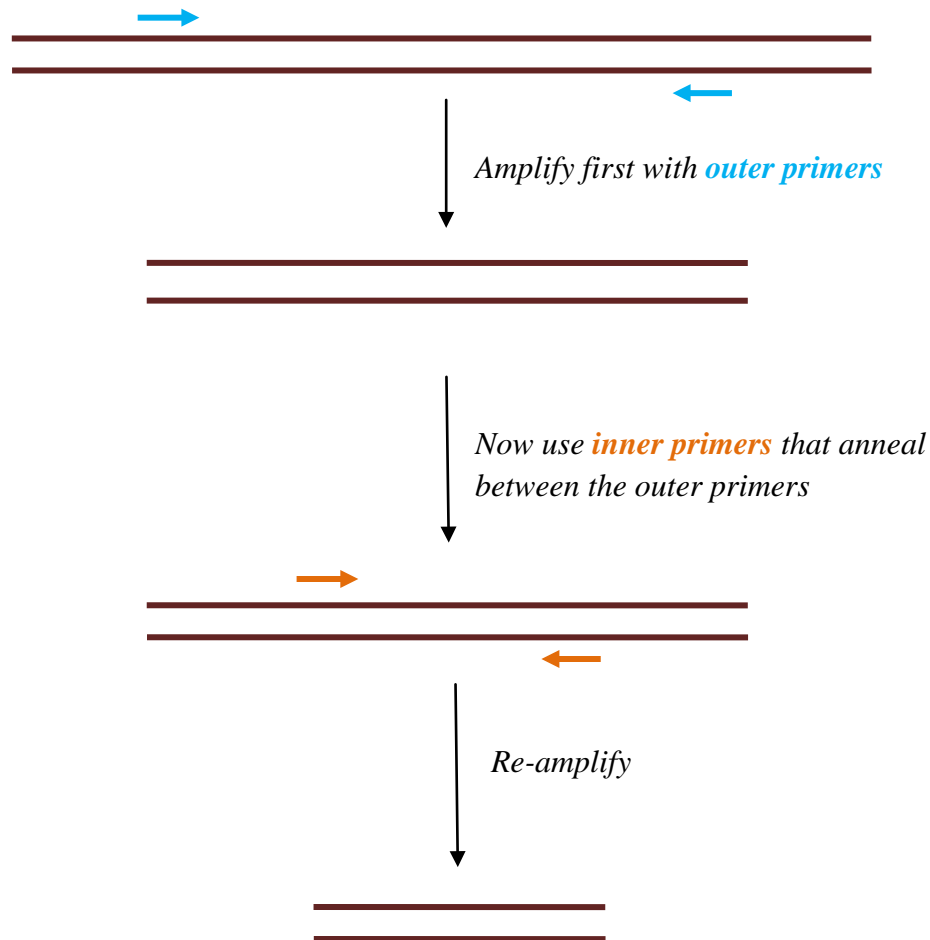 Amplify first with outer primers
Now use inner primers that anneal
between the outer primers
Re-amplify